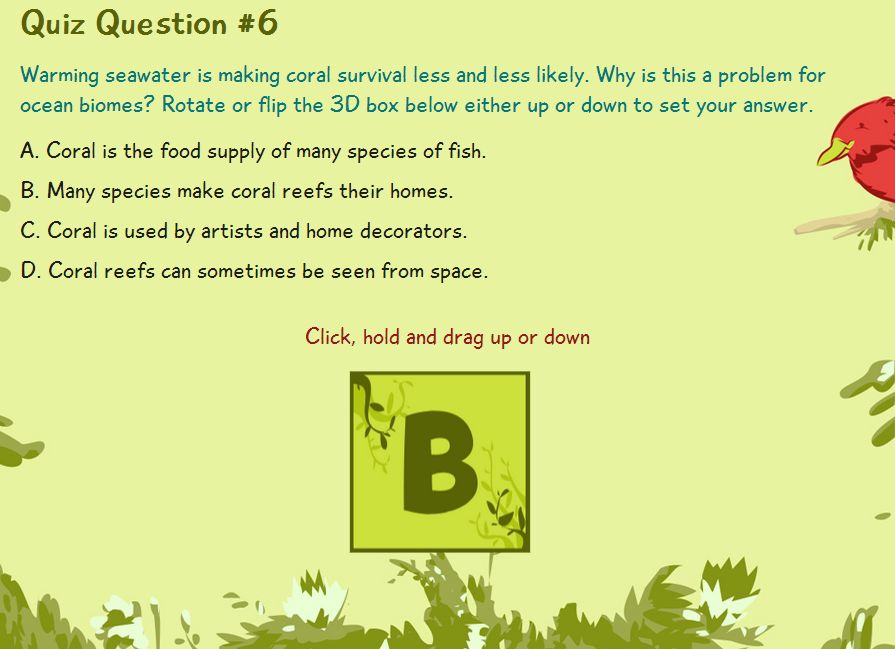 Quiz Question #6
Warming seawater is making coral survival less and less likely. Why is this a problem for
ocean biomes? Rotate or flip the 3D box below either up or down to set your answer.
A. Coral is the food supply of many species of fish.
B. Many species make coral reefs their homes.
C. Coral is used by artists and home decorators.
D. Coral reefs can sometimes be seen from space.
Click, hold and drag up or down
B